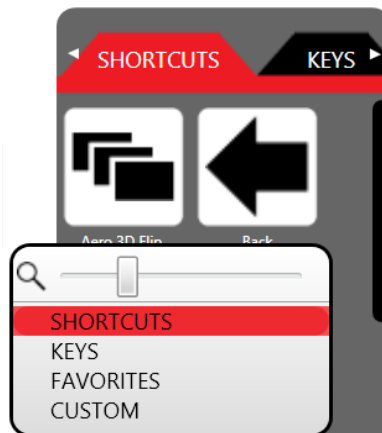 SHORTCUTS KEYS
Aero 3D Flip Back
SHORTCUTS
KEYS
FAVORITES
CUSTOM